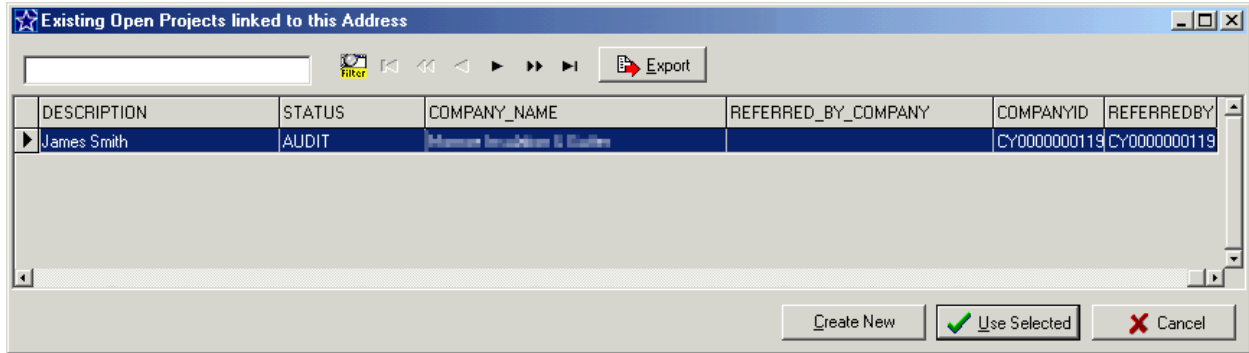 Existing Open Projects linked to this Address
Filter Export
DESCRIPTION STATUS COMPANY_NAME REFERRED_BY_COMPANY COMPANYID REFERREDBY
James Smith AUDIT CY0000000119 CY0000000119
Create New Use Selected Cancel